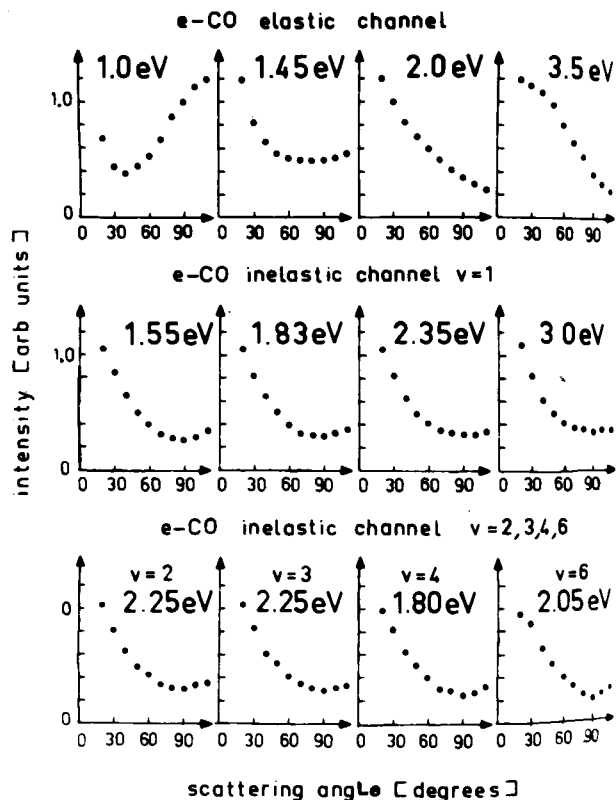 e-CO elastic channel
1.0eV 1.45eV 2.0eV 3.5eV
1.0
0
0 30 60 90 0 30 60 90 0 30 60 90 0 30 60 90
e-CO inelastic channel v=1
1.55eV 1.83eV 2.35eV 3.0eV
1.0
0
0 30 60 90 0 30 60 90 0 30 60 90 0 30 60 90
e-CO inelastic channel v=2,3,4,6
v=2 v=3 v=4 v=6
2.25eV 2.25eV 1.80eV 2.05eV
0
0
0 30 60 90 0 30 60 90 0 30 60 90 0 30 60 90
scattering angle [degrees]
intensity [arb units]